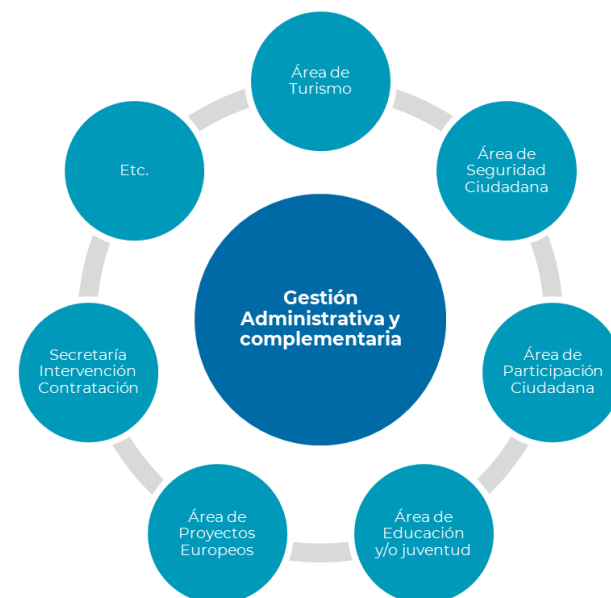 Área de
Turismo
Área de
Seguridad
Ciudadana
Etc.
Gestión
Administrativa y
complementaria
Secretaría
Intervención
Contratación
Área de
Participación
Ciudadana
Área de
Proyectos
Europeos
Área de
Educación
y/o juventud